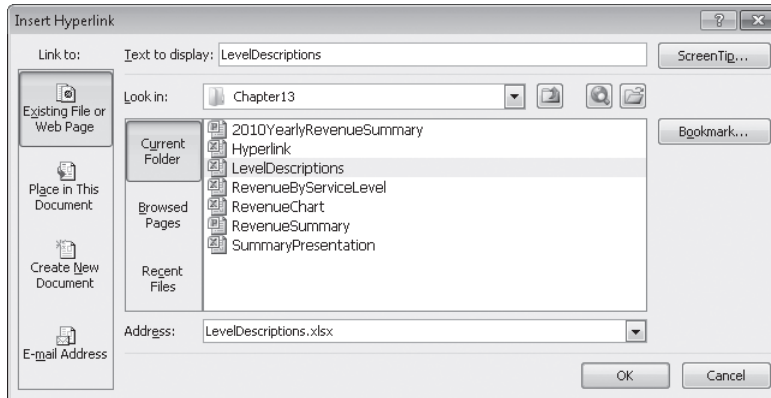 Insert Hyperlink
Link to:
Text to display: LevelDescriptions
ScreenTip...
Existing File or
Web Page
Look in: Chapter13
Bookmark...
Current
Folder
2010YearlyRevenueSummary
Hyperlink
LevelDescriptions
RevenueByServiceLevel
RevenueChart
RevenueSummary
SummaryPresentation
Place in This
Document
Browsed
Pages
Create New
Document
Recent
Files
E-mail Address
Address: LevelDescriptions.xlsx
OK Cancel